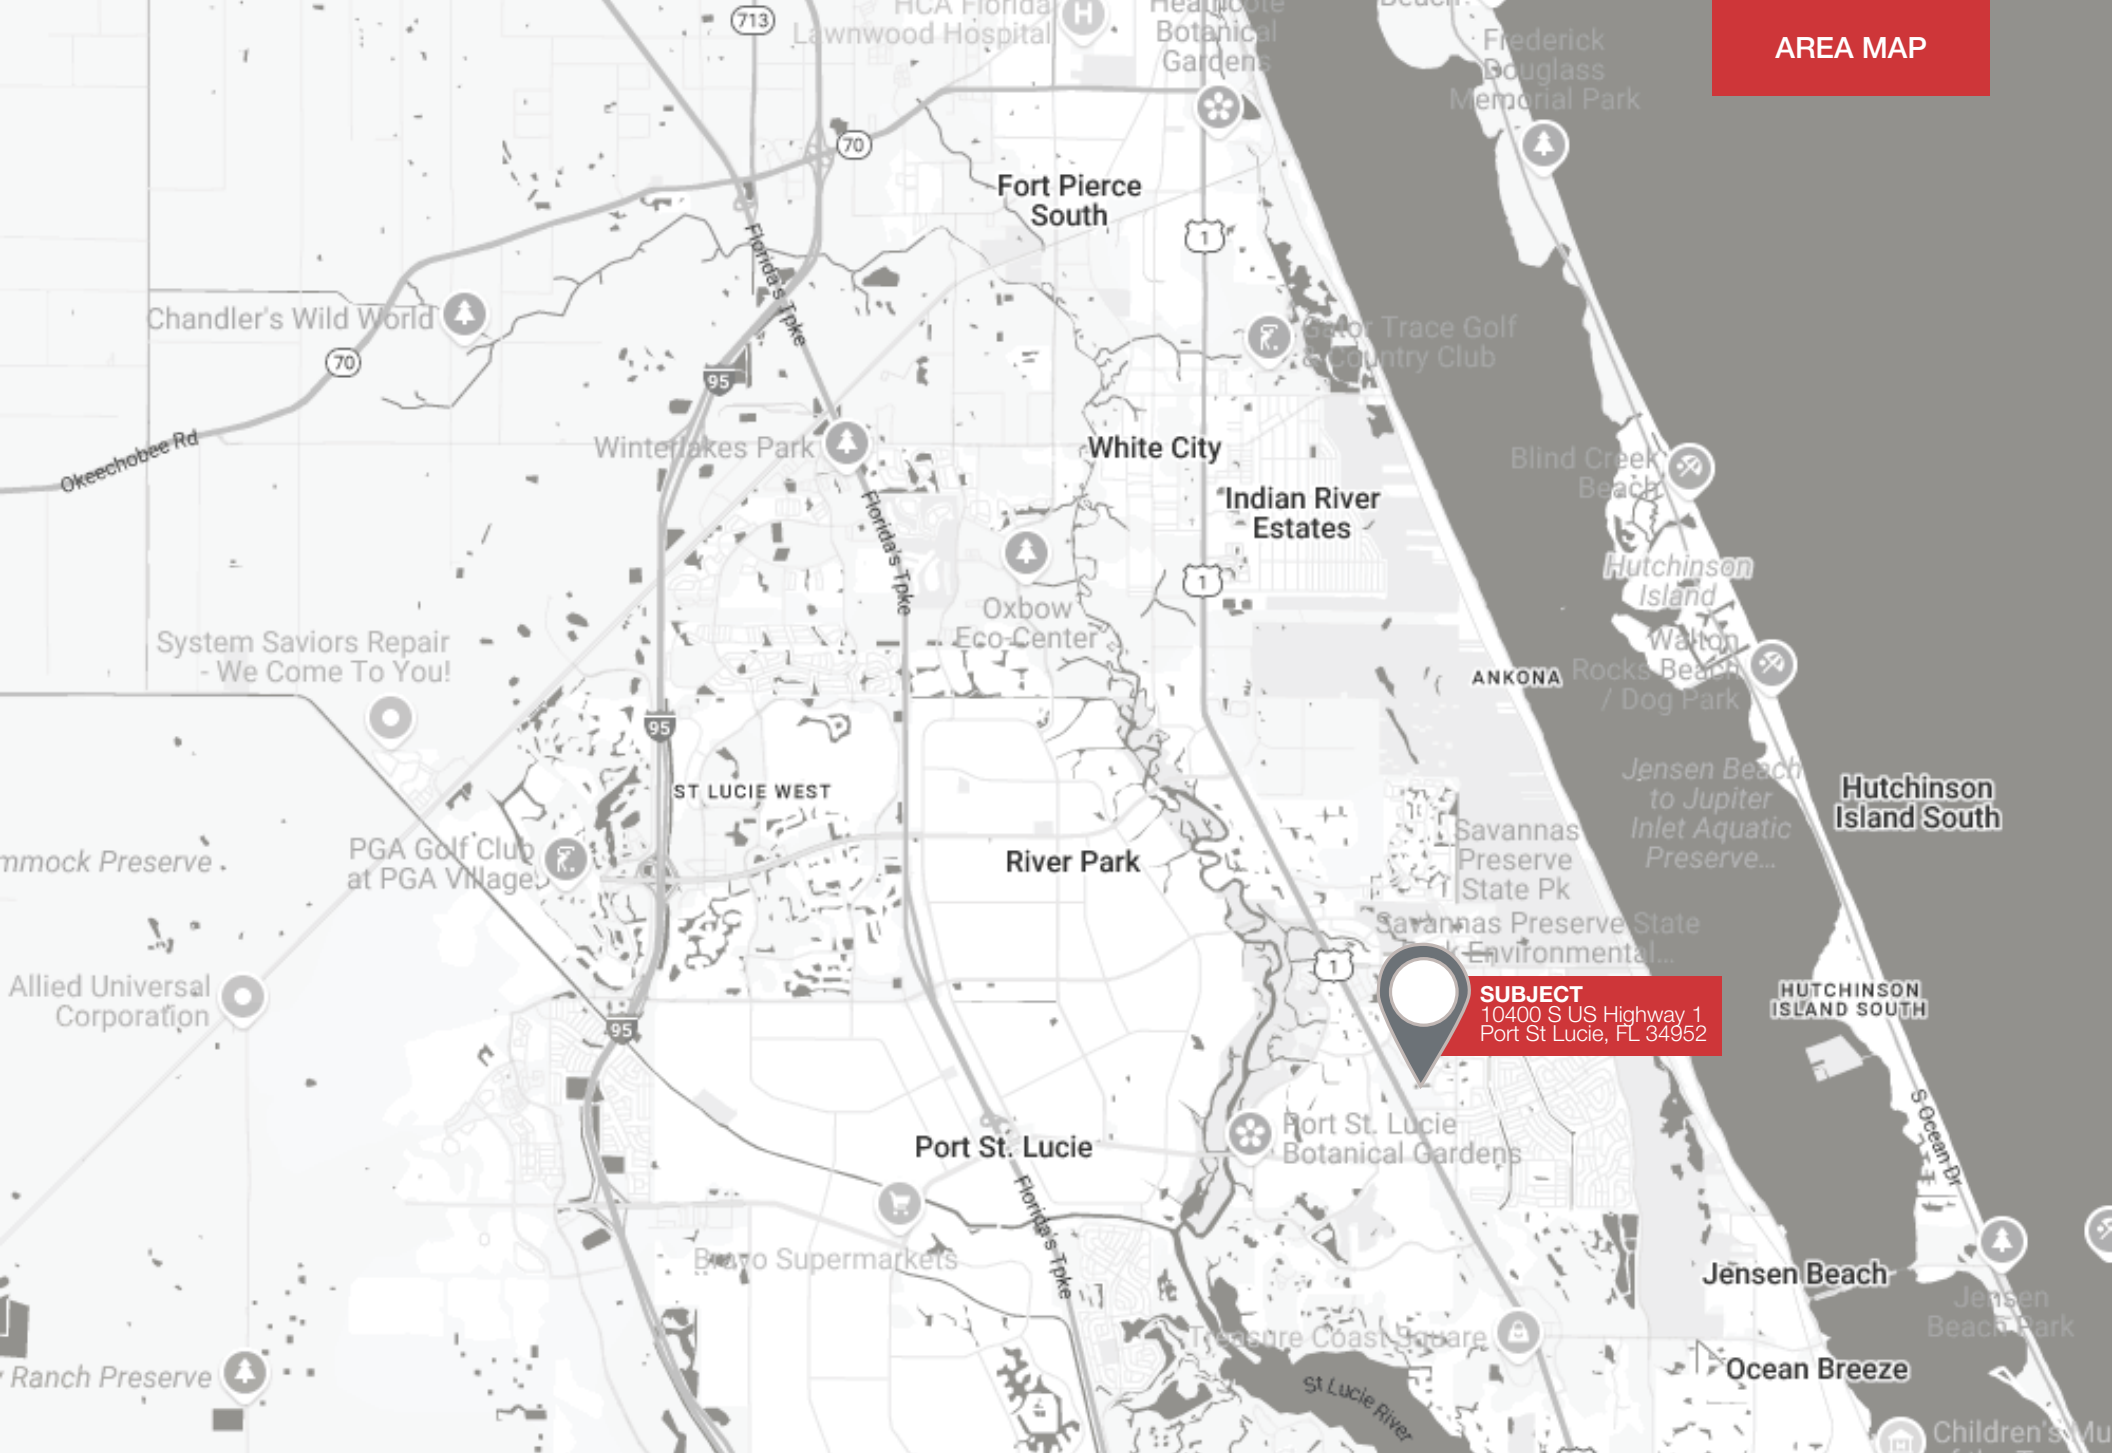 AREA MAP
713
HCA Florida
Lawnwood Hospital
Heathcote
Botanical
Gardens
Beach
Frederick
Douglass
Memorial Park
70
Fort Pierce
South
1
Florida's Tpke
Chandler's Wild World
70
Gator Trace Golf
& Country Club
95
Okeechobee Rd
Winterlakes Park
White City
Blind Creek
Beach
Indian River
Estates
Florida's Tpke
1
Hutchinson
Island
Oxbow
Eco-Center
System Saviors Repair
- We Come To You!
Walton
Rocks Beach
/ Dog Park
ANKONA
95
ST LUCIE WEST
Jensen Beach
to Jupiter
Inlet Aquatic
Preserve...
Hutchinson
Island South
Savannas
Preserve
State Pk
PGA Golf Club
at PGA Village
mmock Preserve
River Park
Savannas Preserve State
Park Environmental...
1
Allied Universal
Corporation
SUBJECT
10400 S US Highway 1
Port St Lucie, FL 34952
HUTCHINSON
ISLAND SOUTH
95
Port St. Lucie
Port St. Lucie
Botanical Gardens
S Ocean Dr
Florida's Tpke
Bravo Supermarkets
Jensen Beach
Jensen
Beach Park
Treasure Coast Square
Ranch Preserve
Ocean Breeze
St Lucie River
Children's Mu